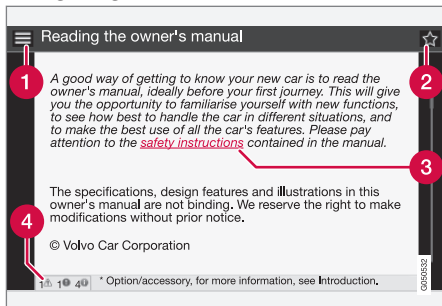 Reading the owner's manual
1
2
A good way of getting to know your new car is to read the
owner's manual, ideally before your first journey. This will give
you the opportunity to familiarise yourself with new functions,
to see how best to handle the car in different situations, and
to make the best use of all the car's features. Please pay
attention to the safety instructions contained in the manual.
3
The specifications, design features and illustrations in this
owner's manual are not binding. We reserve the right to make
modifications without prior notice.
4
© Volvo Car Corporation
1 1 4 * Option/accessory, for more information, see Introduction.
G050532